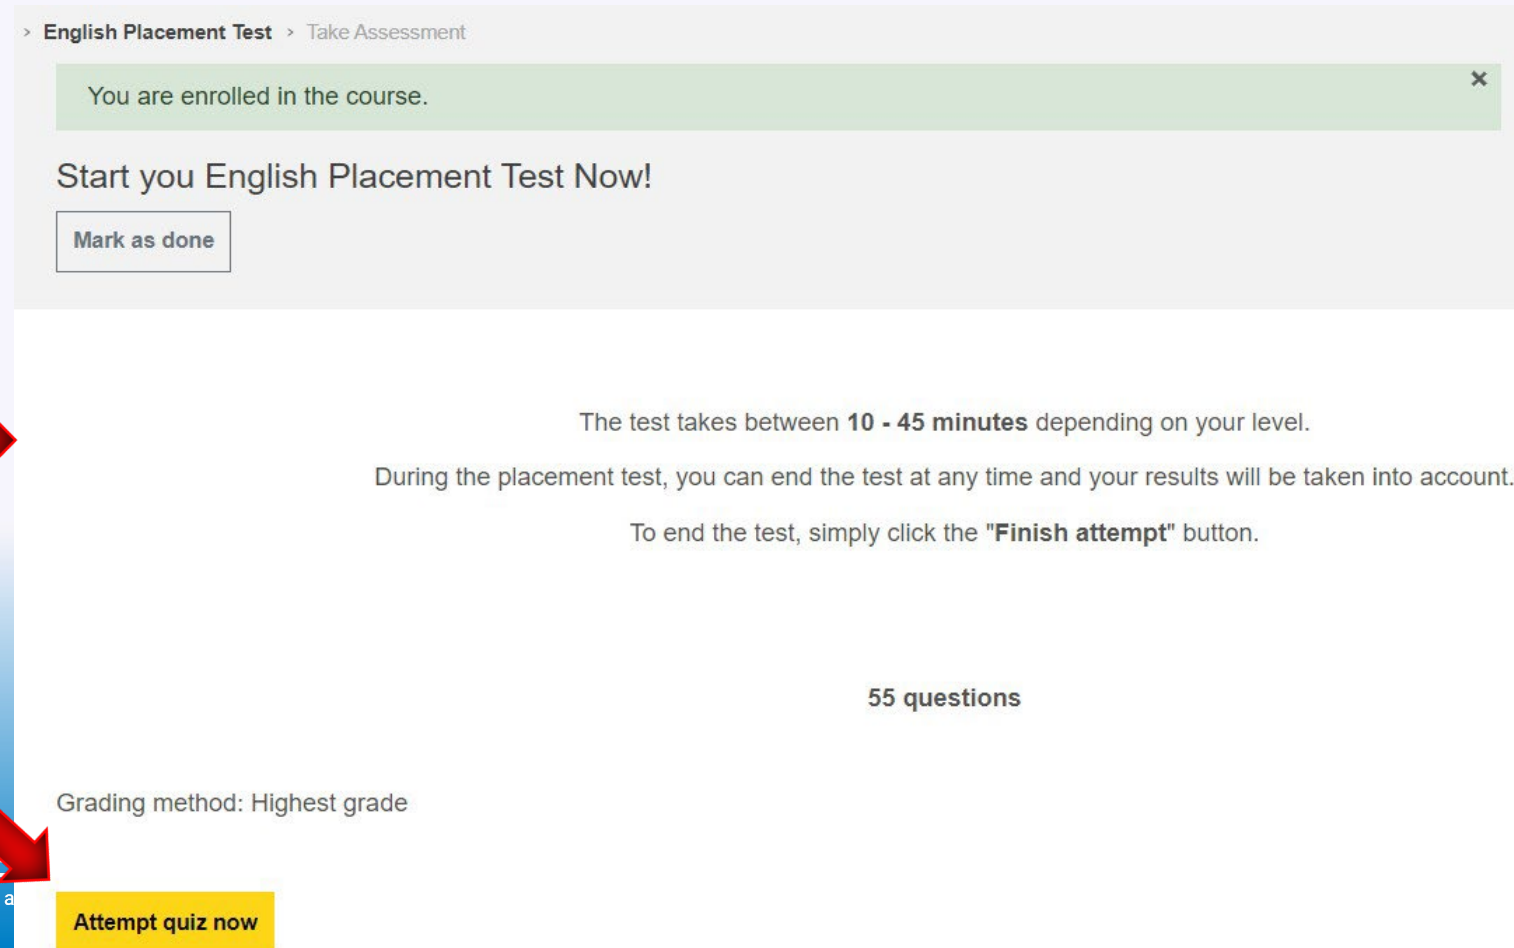 › English Placement Test › Take Assessment
You are enrolled in the course.
×
Start you English Placement Test Now!
Mark as done
The test takes between 10 - 45 minutes depending on your level.
During the placement test, you can end the test at any time and your results will be taken into account.
To end the test, simply click the "Finish attempt" button.
55 questions
Grading method: Highest grade
a
Attempt quiz now